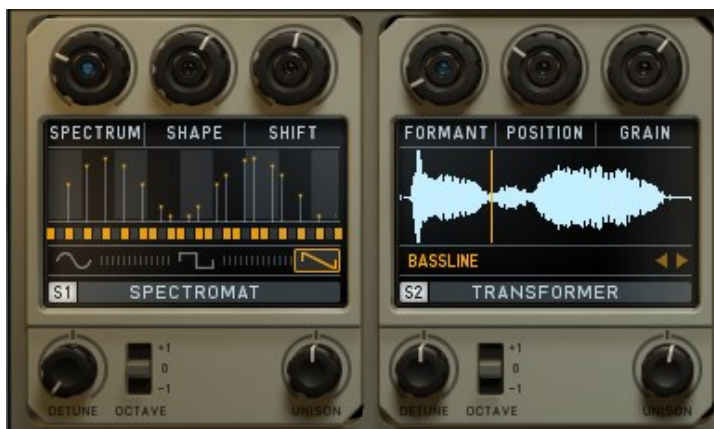 SPECTRUM SHAPE SHIFT
S1 SPECTROMAT
+1
0
-1
DETUNE OCTAVE UNISON
FORMANT POSITION GRAIN
BASSLINE
S2 TRANSFORMER
+1
0
-1
DETUNE OCTAVE UNISON